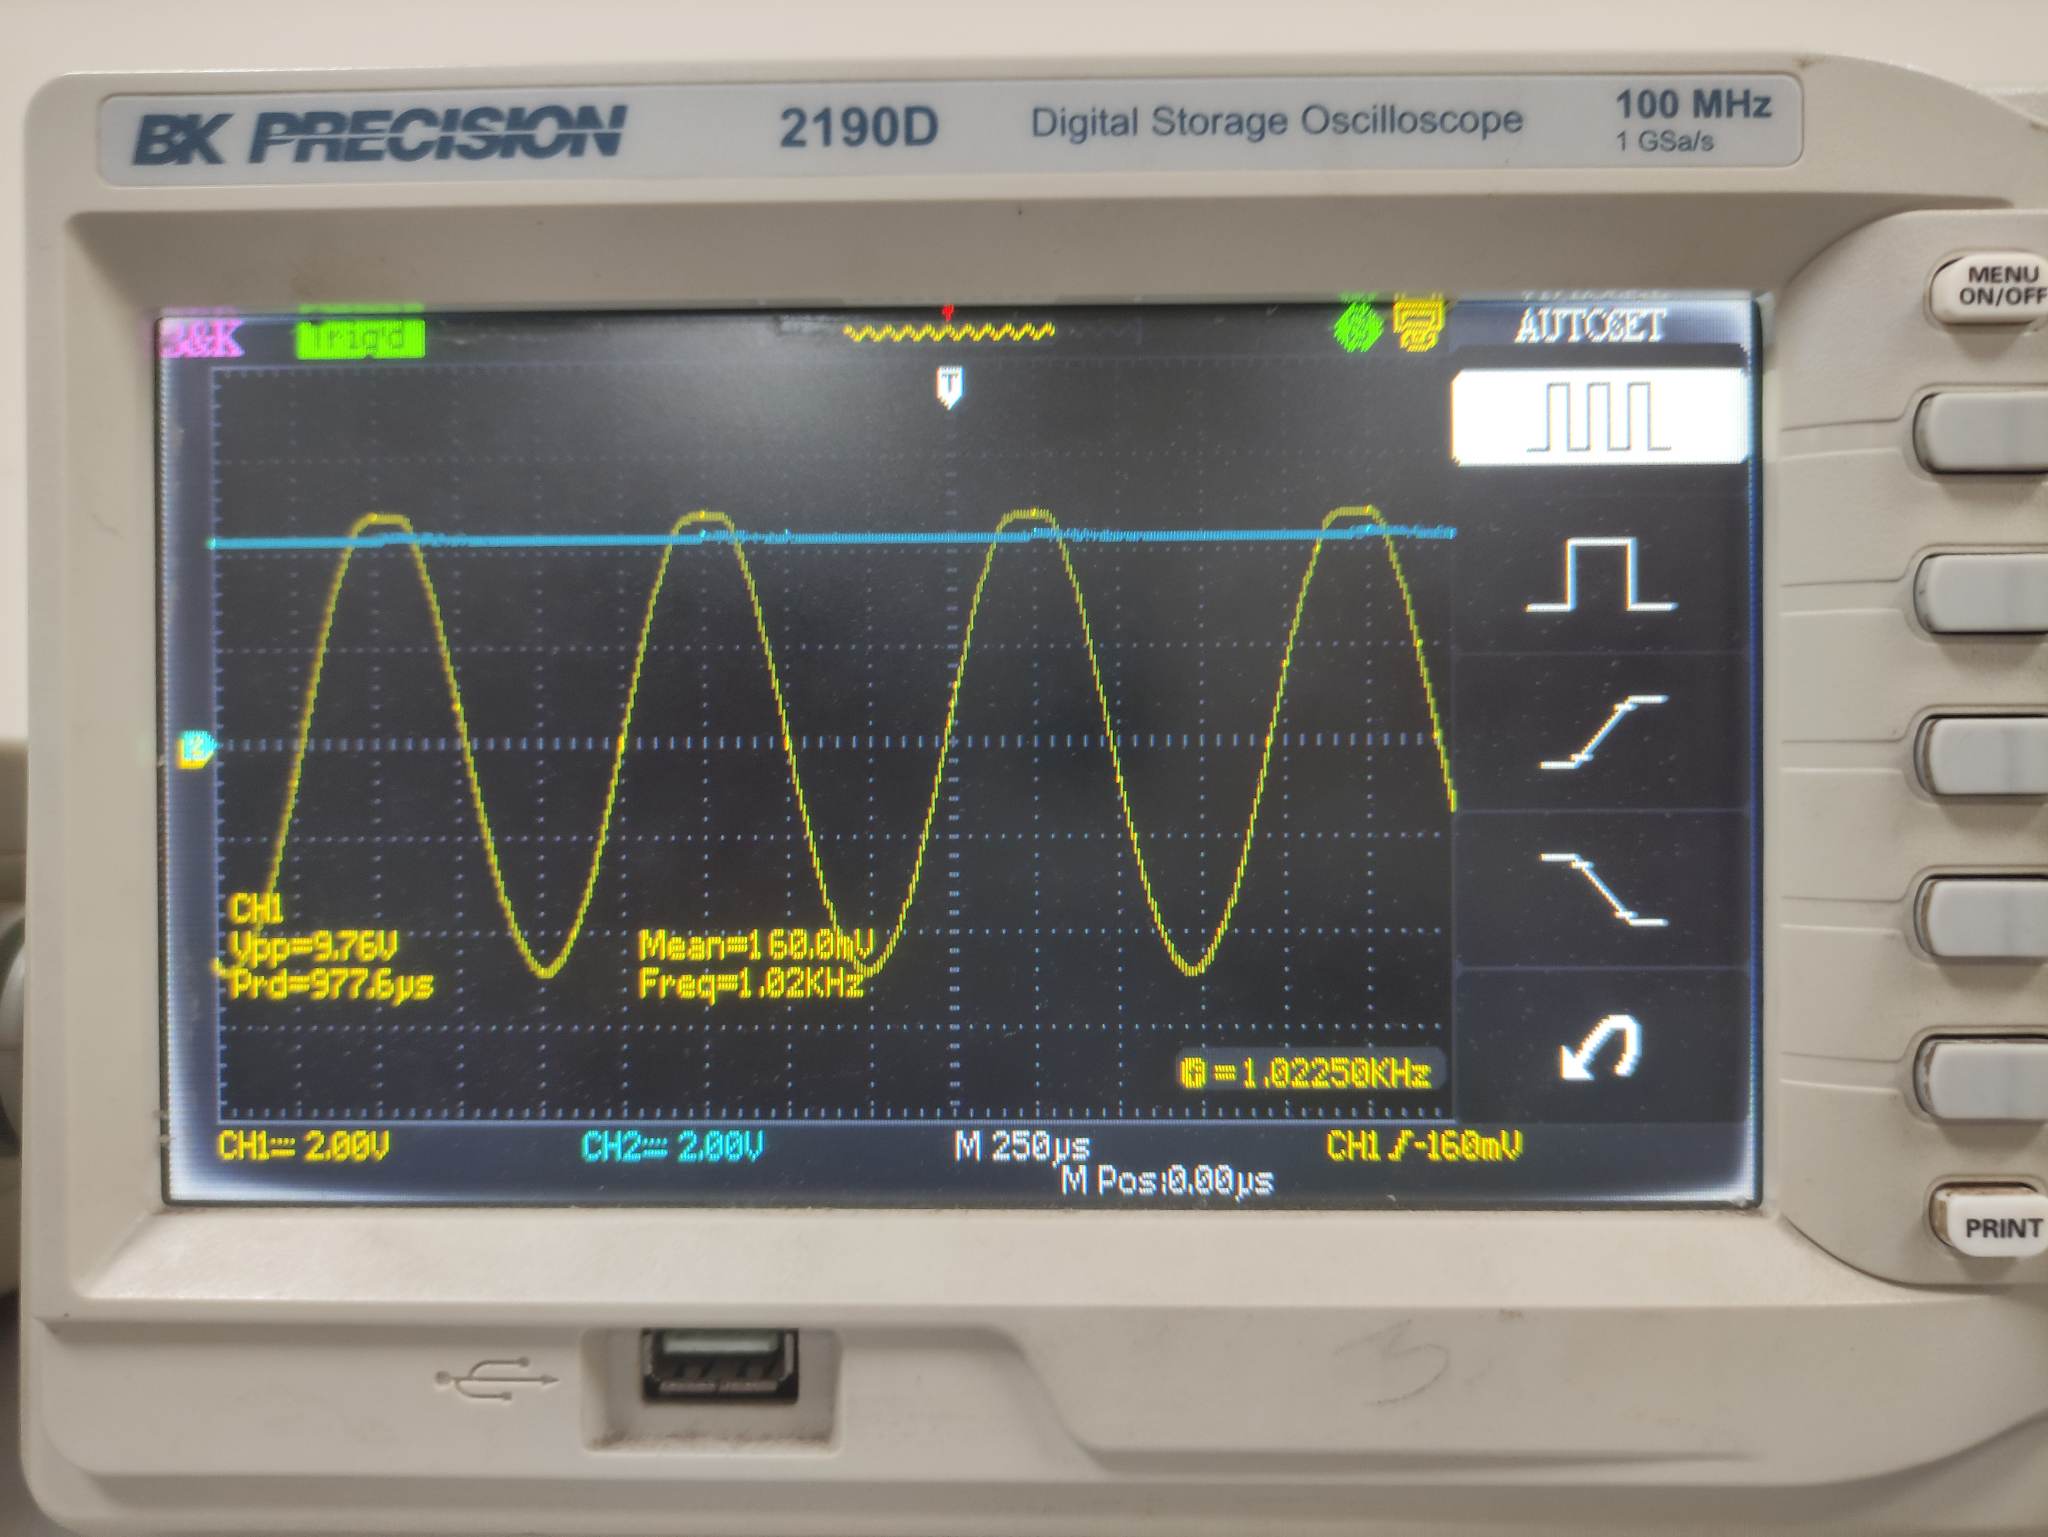 BK PRECISION 2190D Digital Storage Oscilloscope 100 MHz
1 GSa/s
B&K Trig'd AUTOSET
T
MENU
ON/OFF
2
CH1
Vpp=9.76V Mean=160.0mV
Prd=977.6µs Freq=1.02KHz
=1.02250KHz
CH1 2.00V CH2 2.00V M 250µs CH1 -160mV
M Pos:0.00µs
PRINT
3